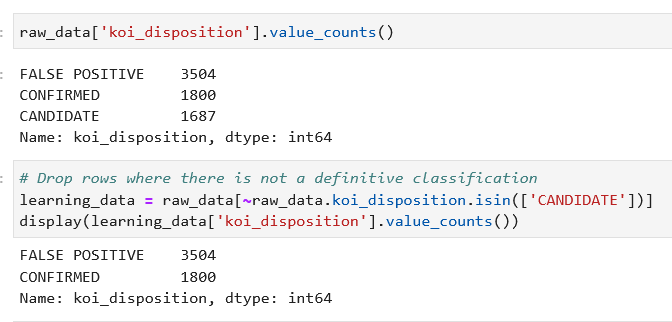 raw_data['koi_disposition'].value_counts()
FALSE POSITIVE    3504
CONFIRMED         1800
CANDIDATE         1687
Name: koi_disposition, dtype: int64
# Drop rows where there is not a definitive classification
learning_data = raw_data[~raw_data.koi_disposition.isin(['CANDIDATE'])]
display(learning_data['koi_disposition'].value_counts())
FALSE POSITIVE    3504
CONFIRMED         1800
Name: koi_disposition, dtype: int64